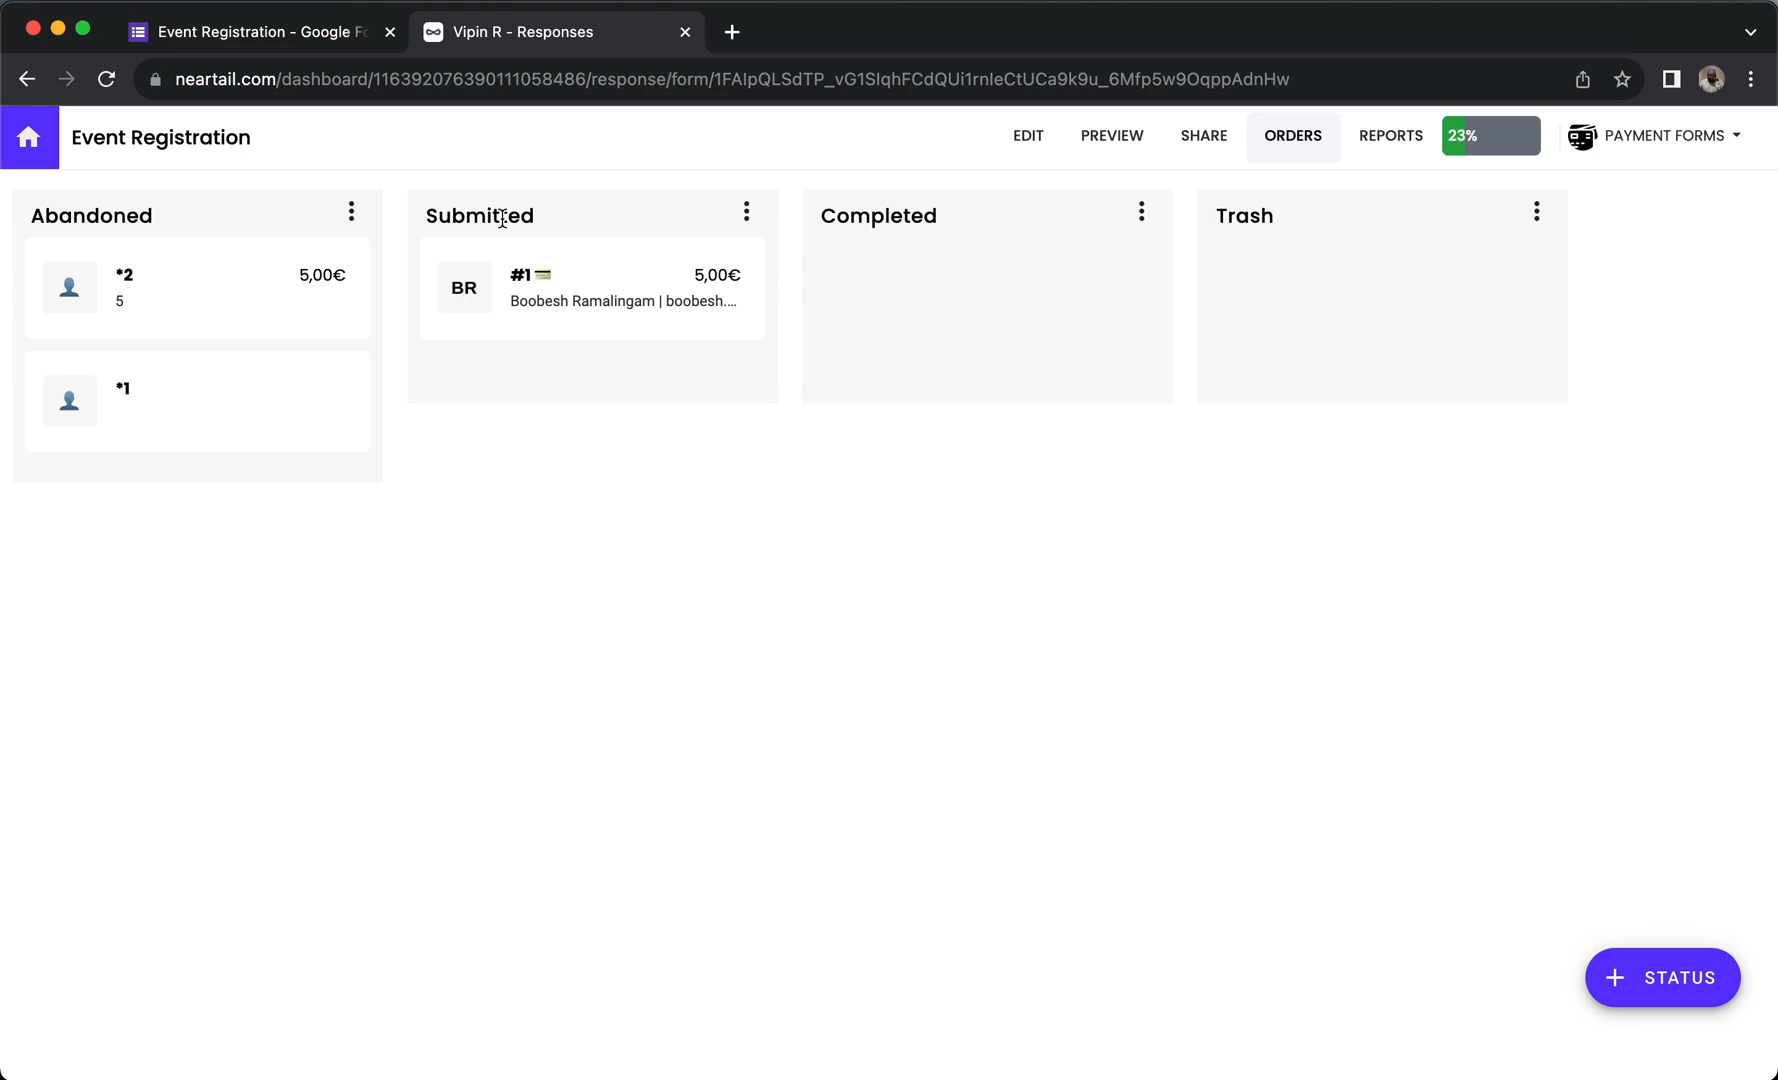 Event Registration - Google Fo
Vipin R - Responses
neartail.com/dashboard/116392076390111058486/response/form/1FAIpQLSdTP_vG1SlqhFCdQUi1rnIeCtUCa9k9u_6Mfp5w9OqppAdnHw
Event Registration
EDIT
PREVIEW
SHARE
ORDERS
REPORTS
23%
PAYMENT FORMS
Abandoned
*2
5,00€
5
*1
Submitted
BR
#1
5,00€
Boobesh Ramalingam | boobesh....
Completed
Trash
+ STATUS